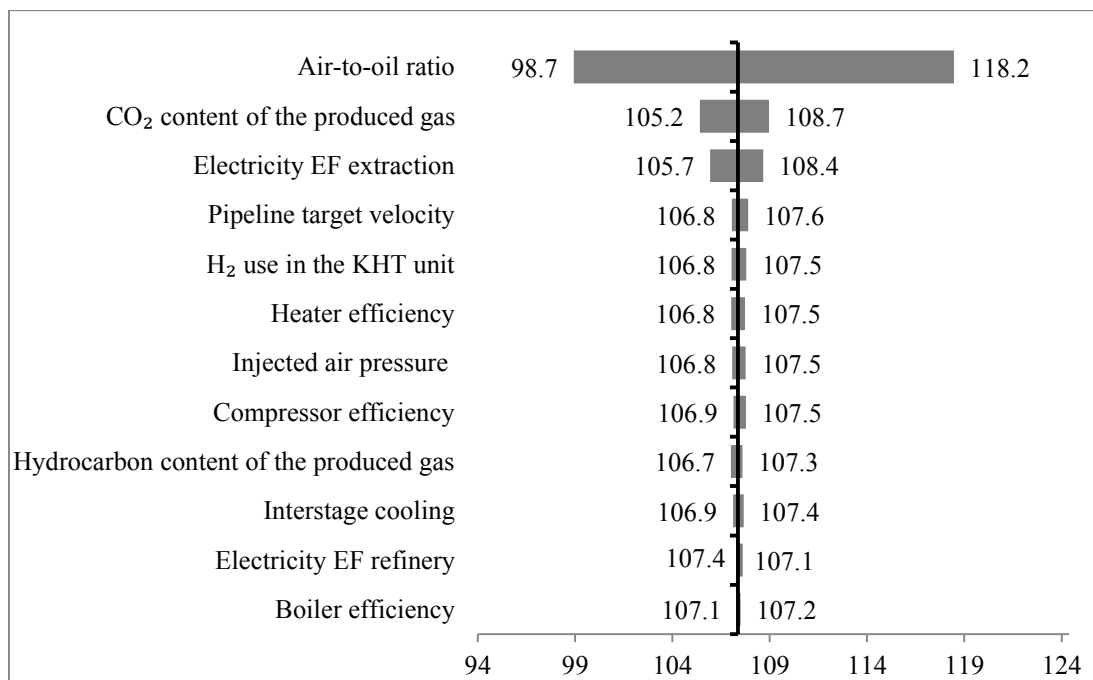 Air-to-oil ratio 98.7 118.2
CO₂ content of the produced gas 105.2 108.7
Electricity EF extraction 105.7 108.4
Pipeline target velocity 106.8 107.6
H₂ use in the KHT unit 106.8 107.5
Heater efficiency 106.8 107.5
Injected air pressure 106.8 107.5
Compressor efficiency 106.9 107.5
Hydrocarbon content of the produced gas 106.7 107.3
Interstage cooling 106.9 107.4
Electricity EF refinery 107.4 107.1
Boiler efficiency 107.1 107.2
94 99 104 109 114 119 124